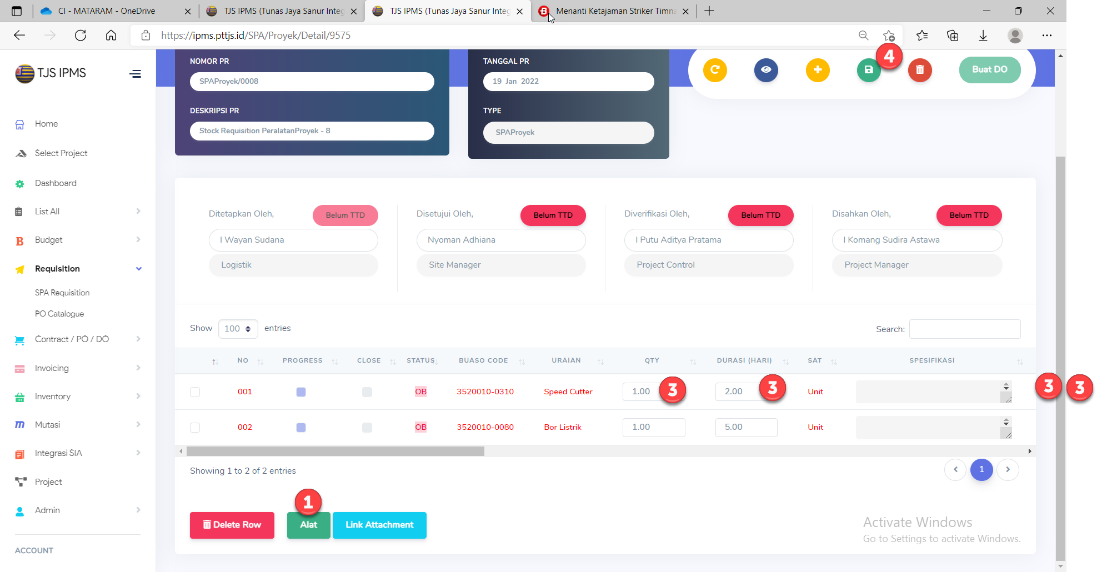 CI - MATARAM - OneDrive
TJS IPMS (Tunas Jaya Sanur Integ
TJS IPMS (Tunas Jaya Sanur Integ
Menanti Ketajaman Striker Timna
https://ipms.pttjs.id/SPA/Proyek/Detail/9575
4
TJS IPMS
NOMOR PR
SPAProyek/0008
DESKRIPSI PR
Stock Requisition PeralatanProyek - 8
TANGGAL PR
19 Jan 2022
TYPE
SPAProyek
Buat DO
Home
Select Project
Dashboard
List All
Budget
Requisition
SPA Requisition
PO Catalogue
Contract / PO / DO
Invoicing
Inventory
Mutasi
Integrasi SIA
Project
Admin
ACCOUNT
Ditetapkan Oleh,
Belum TTD
I Wayan Sudana
Logistik
Disetujui Oleh,
Belum TTD
Nyoman Adhiana
Site Manager
Diverifikasi Oleh,
Belum TTD
I Putu Aditya Pratama
Project Control
Disahkan Oleh,
Belum TTD
I Komang Sudira Astawa
Project Manager
Show 100 entries
Search:
NO PROGRESS CLOSE STATUS BUASO CODE URAIAN QTY DURASI (HARI) SAT SPESIFIKASI
001 OB 3520010-0310 Speed Cutter 1.00 3 2.00 3 Unit 3 3
002 OB 3520010-0080 Bor Listrik 1.00 5.00 Unit
Showing 1 to 2 of 2 entries
1
1
Delete Row Alat Link Attachment
Activate Windows
Go to Settings to activate Windows.